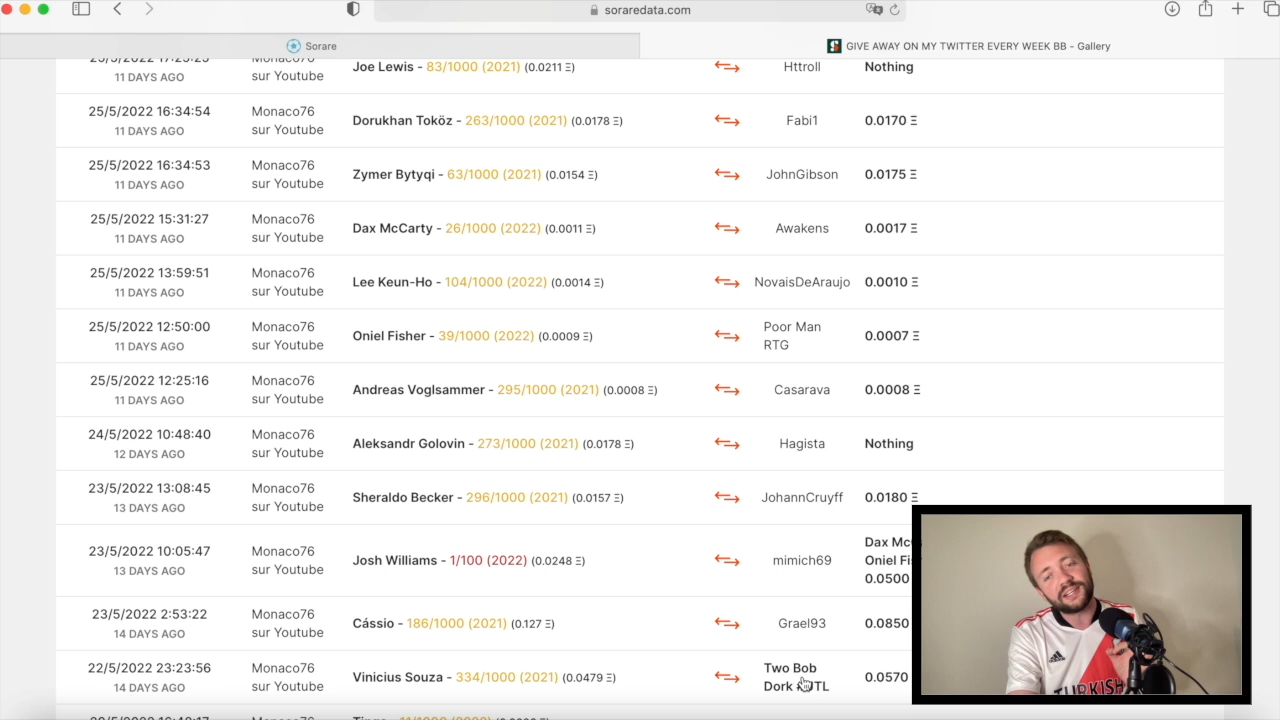 soraredata.com
Sorare
GIVE AWAY ON MY TWITTER EVERY WEEK BB - Gallery
11 DAYS AGO
sur Youtube
Joe Lewis - 83/1000 (2021) (0.0211 Ξ)
Httroll
Nothing
25/5/2022 16:34:54
11 DAYS AGO
Monaco76
sur Youtube
Dorukhan Toköz - 263/1000 (2021) (0.0178 Ξ)
Fabi1
0.0170 Ξ
25/5/2022 16:34:53
11 DAYS AGO
Monaco76
sur Youtube
Zymer Bytyqi - 63/1000 (2021) (0.0154 Ξ)
JohnGibson
0.0175 Ξ
25/5/2022 15:31:27
11 DAYS AGO
Monaco76
sur Youtube
Dax McCarty - 26/1000 (2022) (0.0011 Ξ)
Awakens
0.0017 Ξ
25/5/2022 13:59:51
11 DAYS AGO
Monaco76
sur Youtube
Lee Keun-Ho - 104/1000 (2022) (0.0014 Ξ)
NovaisDeAraujo
0.0010 Ξ
25/5/2022 12:50:00
11 DAYS AGO
Monaco76
sur Youtube
Oniel Fisher - 39/1000 (2022) (0.0009 Ξ)
Poor Man
RTG
0.0007 Ξ
25/5/2022 12:25:16
11 DAYS AGO
Monaco76
sur Youtube
Andreas Voglsammer - 295/1000 (2021) (0.0008 Ξ)
Casarava
0.0008 Ξ
24/5/2022 10:48:40
12 DAYS AGO
Monaco76
sur Youtube
Aleksandr Golovin - 273/1000 (2021) (0.0178 Ξ)
Hagista
Nothing
23/5/2022 13:08:45
13 DAYS AGO
Monaco76
sur Youtube
Sheraldo Becker - 296/1000 (2021) (0.0157 Ξ)
JohannCruyff
0.0180 Ξ
23/5/2022 10:05:47
13 DAYS AGO
Monaco76
sur Youtube
Josh Williams - 1/100 (2022) (0.0248 Ξ)
mimich69
Dax Mc
Oniel Fi
0.0500
23/5/2022 2:53:22
14 DAYS AGO
Monaco76
sur Youtube
Cássio - 186/1000 (2021) (0.127 Ξ)
Grael93
0.0850
22/5/2022 23:23:56
14 DAYS AGO
Monaco76
sur Youtube
Vinicius Souza - 334/1000 (2021) (0.0479 Ξ)
Two Bob
Dork
0.0570
adidas
TURKISH